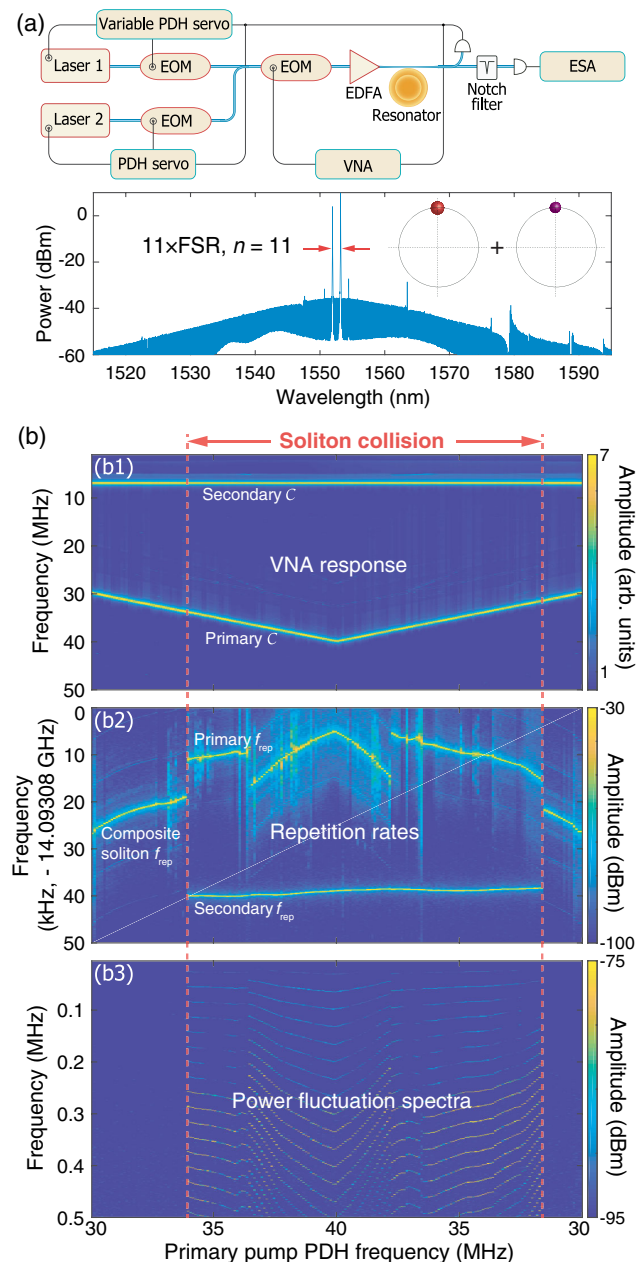 (a)
Variable PDH servo
Laser 1
EOM
EOM
EDFA
Resonator
Notch
filter
ESA
Laser 2
EOM
PDH servo
VNA
Power (dBm)
0
-20
-40
-60
11×FSR, n = 11
+
1520
1530
1540
1550
1560
1570
1580
1590
Wavelength (nm)
(b)
Soliton collision
(b1)
Frequency (MHz)
10
20
30
40
50
Secondary C
VNA response
Primary C
7
1
Amplitude (arb. units)
(b2)
Frequency
(kHz, - 14.09308 GHz)
0
10
20
30
40
50
Primary frep
Composite
soliton frep
Repetition rates
Secondary frep
-30
-100
Amplitude (dBm)
(b3)
Frequency (MHz)
0.1
0.2
0.3
0.4
0.5
Power fluctuation spectra
-75
-95
Amplitude (dBm)
30
35
40
35
30
Primary pump PDH frequency (MHz)